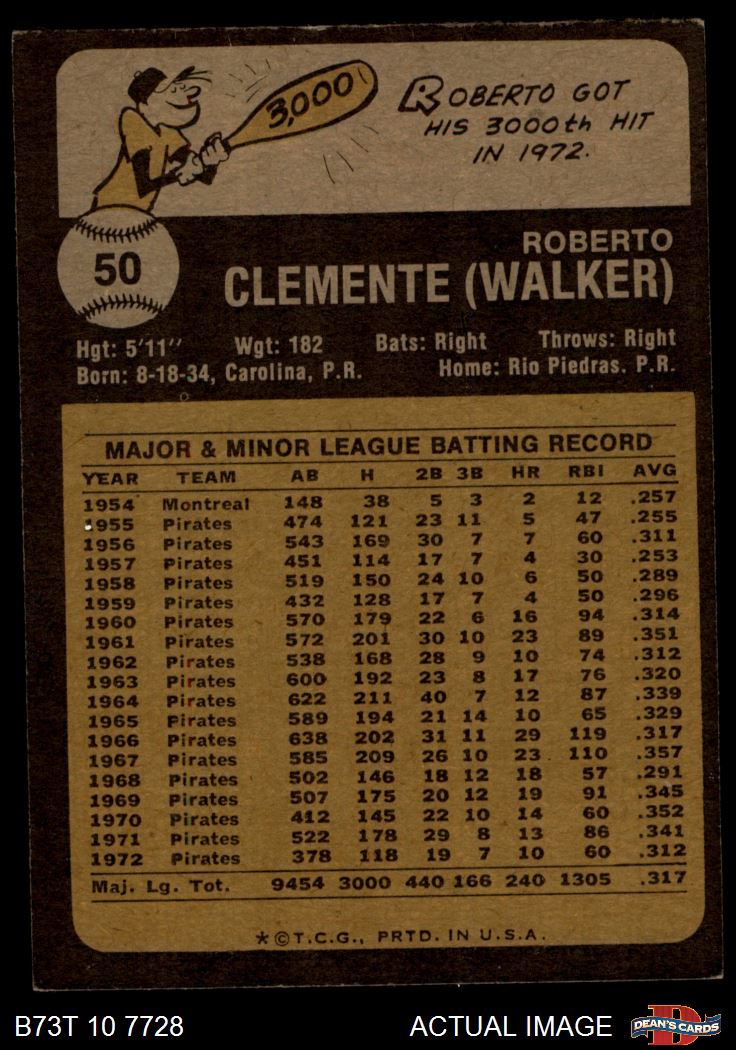 3,000
ROBERTO GOT
HIS 3000th HIT
IN 1972.
50
ROBERTO
CLEMENTE (WALKER)
Hgt: 5'11" Wgt: 182 Bats: Right Throws: Right
Born: 8-18-34, Carolina, P.R. Home: Rio Piedras. P.R.
MAJOR & MINOR LEAGUE BATTING RECORD
YEAR TEAM AB H 2B 3B HR RBI AVG
1954 Montreal 148 38 5 3 2 12 .257
1955 Pirates 474 121 23 11 5 47 .255
1956 Pirates 543 169 30 7 7 60 .311
1957 Pirates 451 114 17 7 4 30 .253
1958 Pirates 519 150 24 10 6 50 .289
1959 Pirates 432 128 17 7 4 50 .296
1960 Pirates 570 179 22 6 16 94 .314
1961 Pirates 572 201 30 10 23 89 .351
1962 Pirates 538 168 28 9 10 74 .312
1963 Pirates 600 192 23 8 17 76 .320
1964 Pirates 622 211 40 7 12 87 .339
1965 Pirates 589 194 21 14 10 65 .329
1966 Pirates 638 202 31 11 29 119 .317
1967 Pirates 585 209 26 10 23 110 .357
1968 Pirates 502 146 18 12 18 57 .291
1969 Pirates 507 175 20 12 19 91 .345
1970 Pirates 412 145 22 10 14 60 .352
1971 Pirates 522 178 29 8 13 86 .341
1972 Pirates 378 118 19 7 10 60 .312
Maj. Lg. Tot. 9454 3000 440 166 240 1305 .317
*©T.C.G., PRTD. IN U.S.A.
B73T 10 7728 ACTUAL IMAGE D DEAN'S CARDS